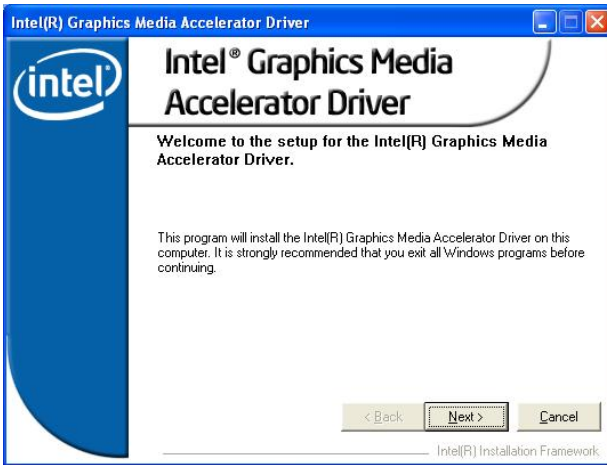 Intel(R) Graphics Media Accelerator Driver
intel®
Intel® Graphics Media
Accelerator Driver
Welcome to the setup for the Intel(R) Graphics Media
Accelerator Driver.
This program will install the Intel(R) Graphics Media Accelerator Driver on this
computer. It is strongly recommended that you exit all Windows programs before
continuing.
< Back Next > Cancel
Intel(R) Installation Framework